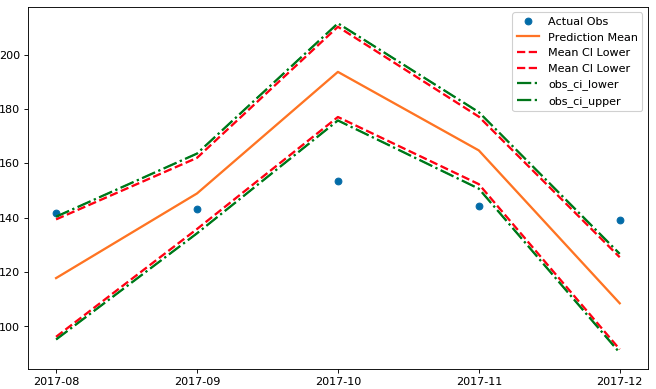 Actual Obs
Prediction Mean
Mean CI Lower
Mean CI Lower
obs_ci_lower
obs_ci_upper
200
180
160
140
120
100
2017-08 2017-09 2017-10 2017-11 2017-12